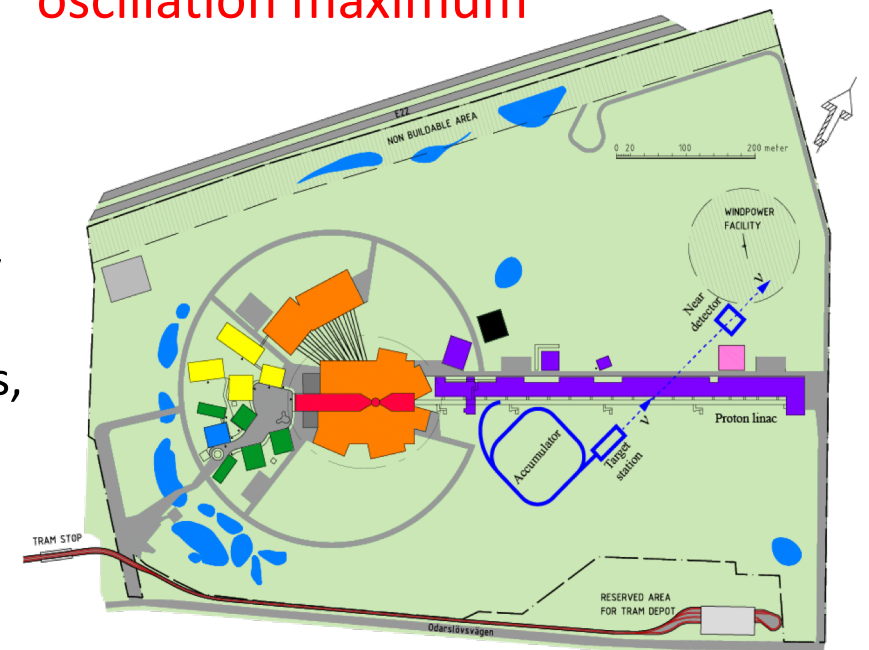 oscillation maximum
E22
NON BUILDABLE AREA
0 20 100 200 meter
WINDPOWER
FACILITY
ν
Near
detector
s,
ν
Proton linac
Accumulator
Target
station
TRAM STOP
RESERVED AREA
FOR TRAM DEPOT
Odarslövsvägen